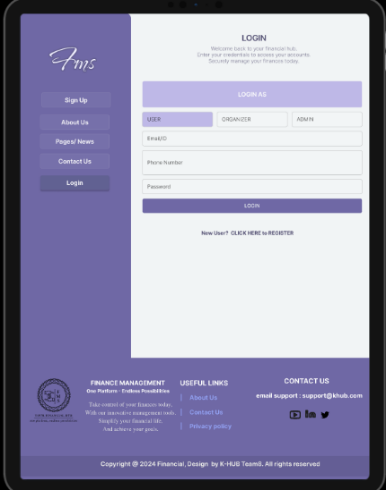 Fms
Sign Up
About Us
Pages/ News
Contact Us
Login
LOGIN
Welcome back to your financial hub.
Enter your credentials to access your accounts.
Securely manage your finances today.
LOGIN AS
USER
ORGANIZER
ADMIN
Email/ID
Phone Number
Password
LOGIN
New User? CLICK HERE to REGISTER
FINANCE MANAGEMENT
One Platform - Endless Possibilities
Take control of your finances today.
With our innovative management tools,
Simplify your financial life,
And achieve your goals.
USEFUL LINKS
About Us
Contact Us
Privacy policy
CONTACT US
email support : support@khub.com
Copyright @ 2024 Financial, Design by K-HUB Team8. All rights reserved